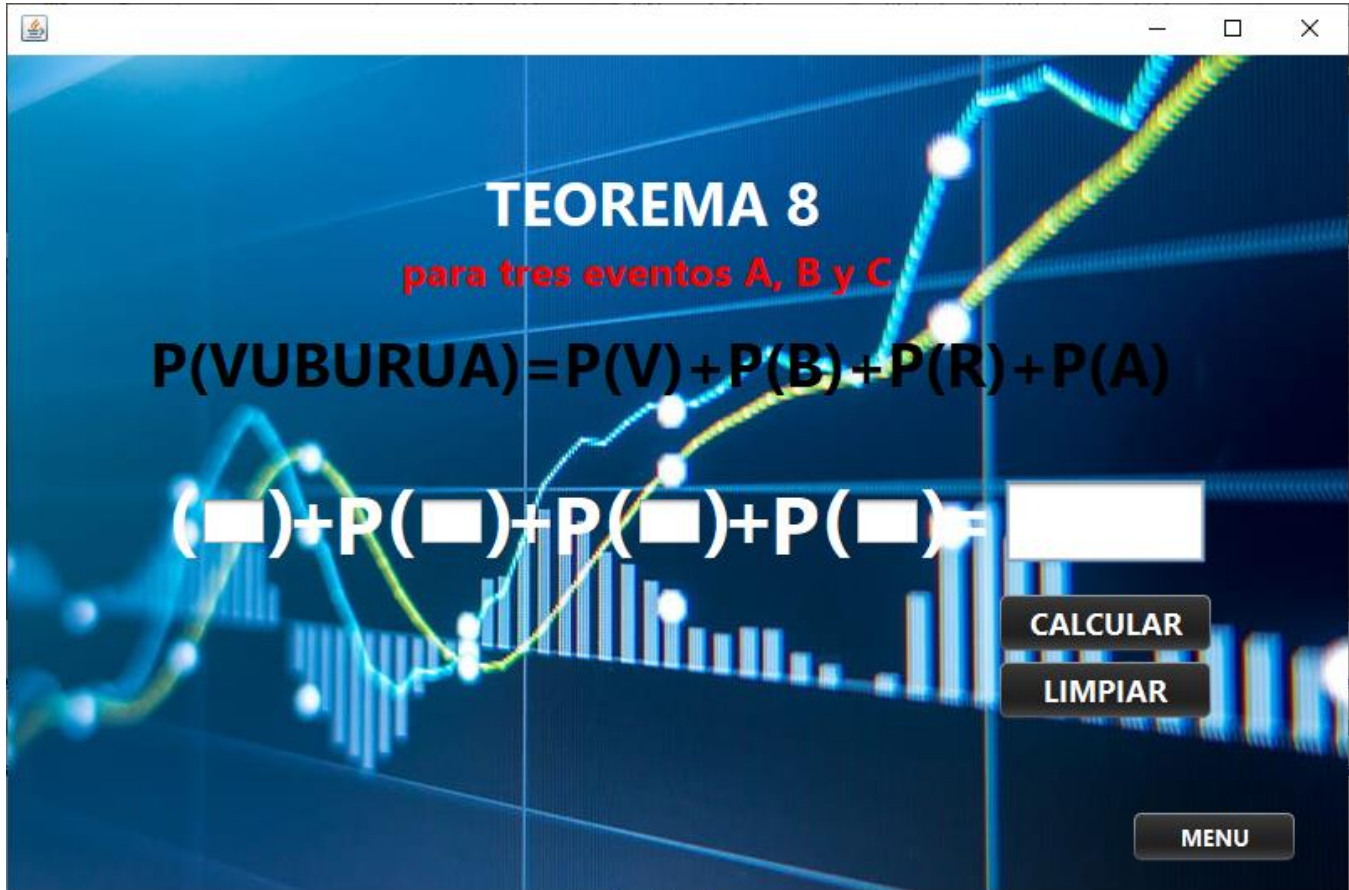 TEOREMA 8
para tres eventos A, B y C
P(VUBURUA)=P(V)+P(B)+P(R)+P(A)
( )+P( )+P( )+P( )=
CALCULAR
LIMPIAR
MENU